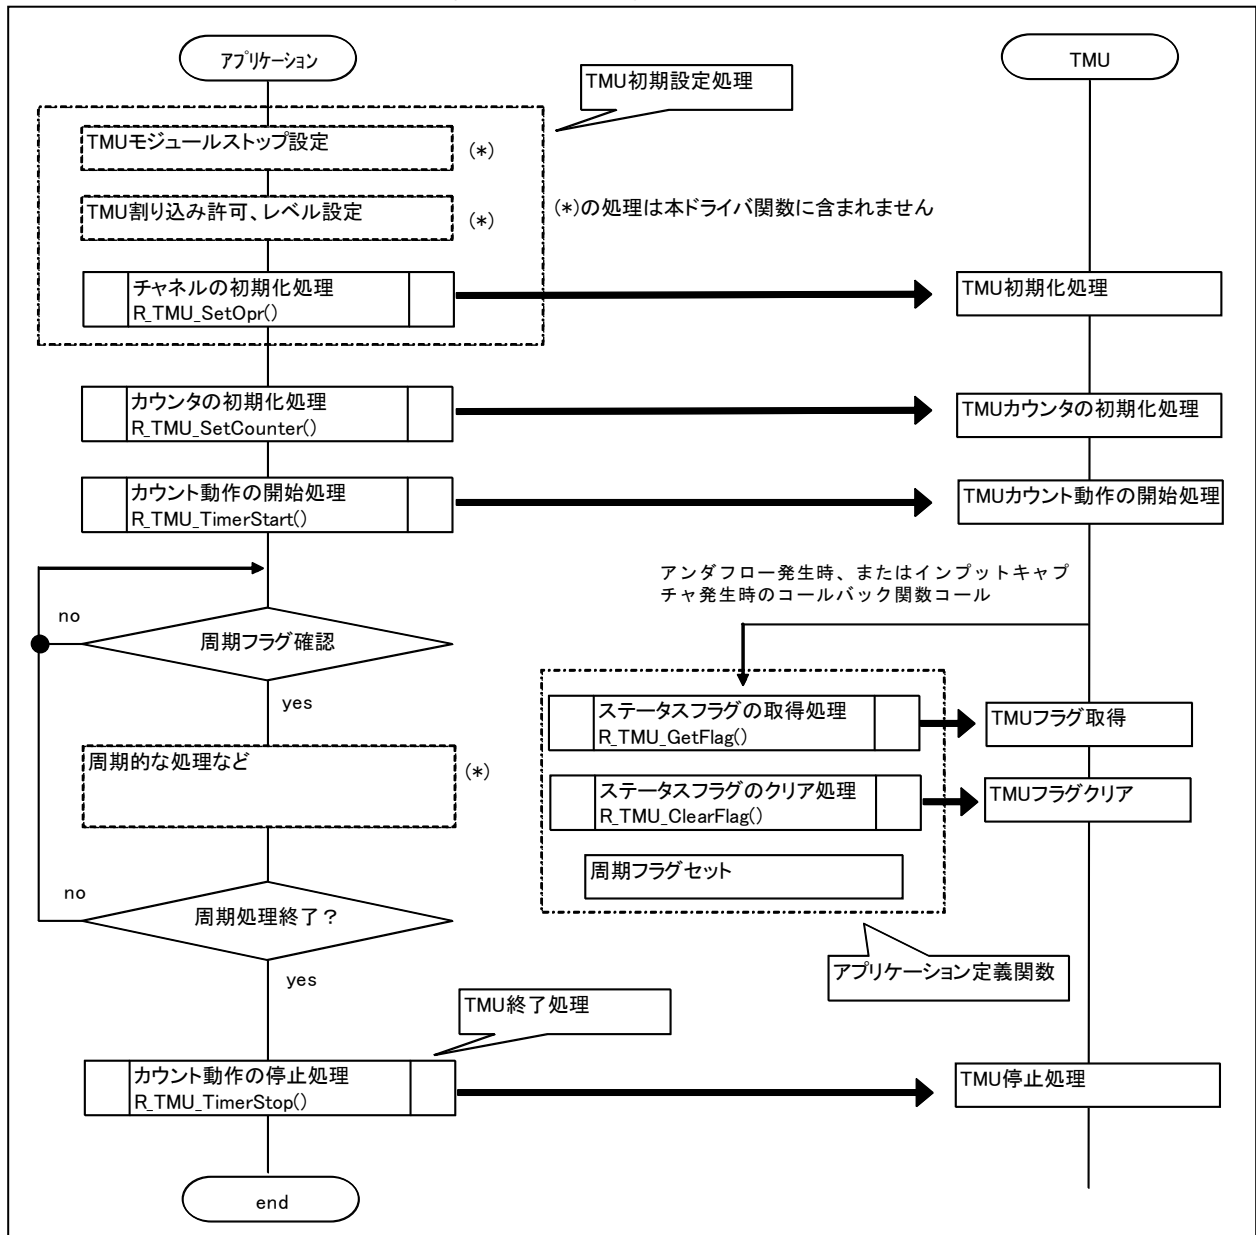 アプリケーション
TMU
TMU初期設定処理
TMUモジュールストップ設定
(*)
TMU割り込み許可、レベル設定
(*)
(*)の処理は本ドライバ関数に含まれません
チャネルの初期化処理
R_TMU_SetOpr()
TMU初期化処理
カウンタの初期化処理
R_TMU_SetCounter()
TMUカウンタの初期化処理
カウント動作の開始処理
R_TMU_TimerStart()
TMUカウント動作の開始処理
アンダフロー発生時、またはインプットキャプ
チャ発生時のコールバック関数コール
no
周期フラグ確認
yes
ステータスフラグの取得処理
R_TMU_GetFlag()
TMUフラグ取得
周期的な処理など
(*)
ステータスフラグのクリア処理
R_TMU_ClearFlag()
TMUフラグクリア
周期フラグセット
no
周期処理終了？
yes
アプリケーション定義関数
TMU終了処理
カウント動作の停止処理
R_TMU_TimerStop()
TMU停止処理
end